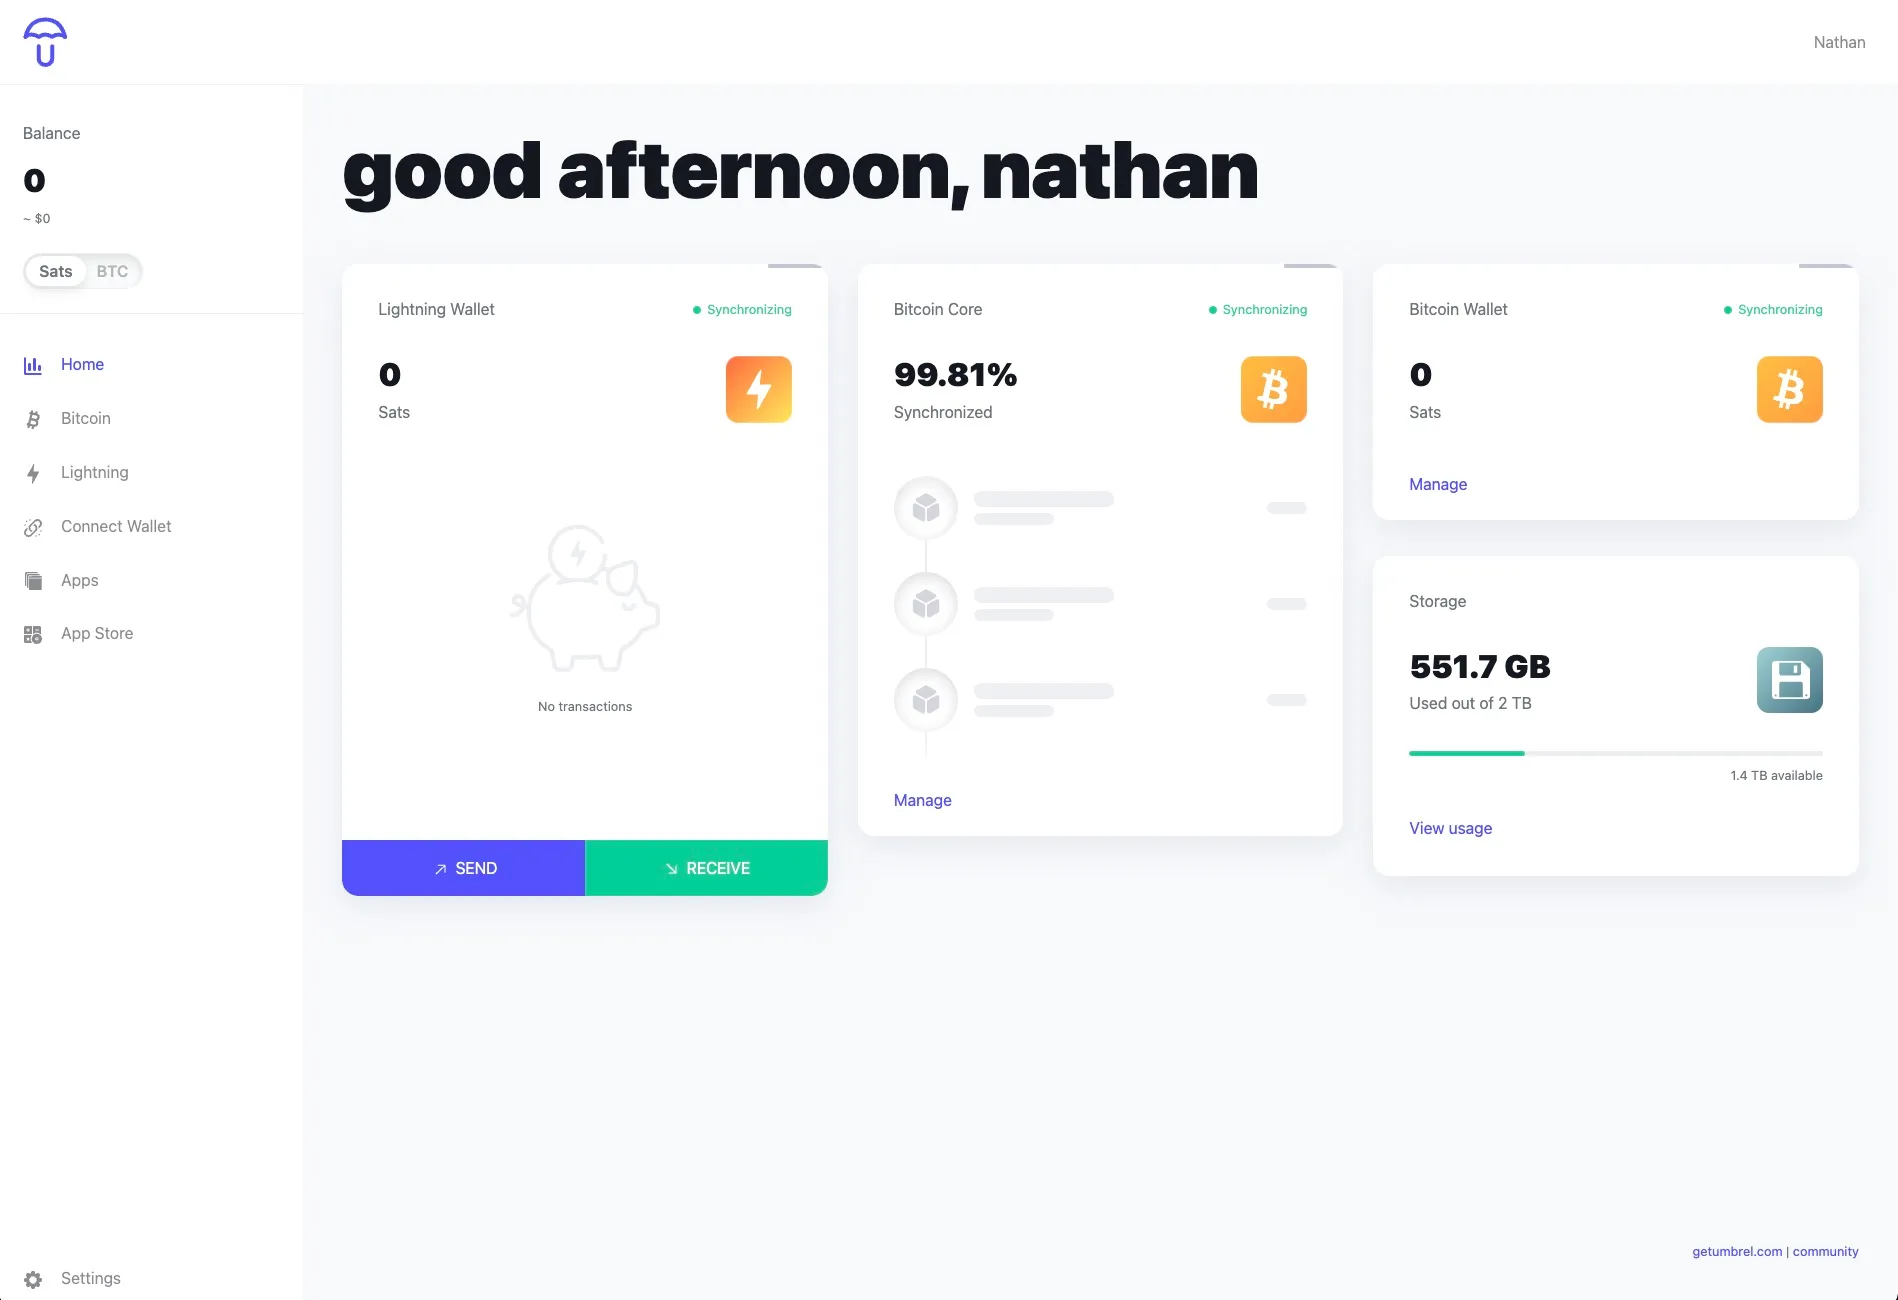 Nathan
Balance
0
~ $0
Sats BTC
Home
Bitcoin
Lightning
Connect Wallet
Apps
App Store
Settings
good afternoon, nathan
Lightning Wallet
Synchronizing
0
Sats
No transactions
SEND
RECEIVE
Bitcoin Core
Synchronizing
99.81%
Synchronized
Manage
Bitcoin Wallet
Synchronizing
0
Sats
Manage
Storage
551.7 GB
Used out of 2 TB
1.4 TB available
View usage
getumbrel.com | community